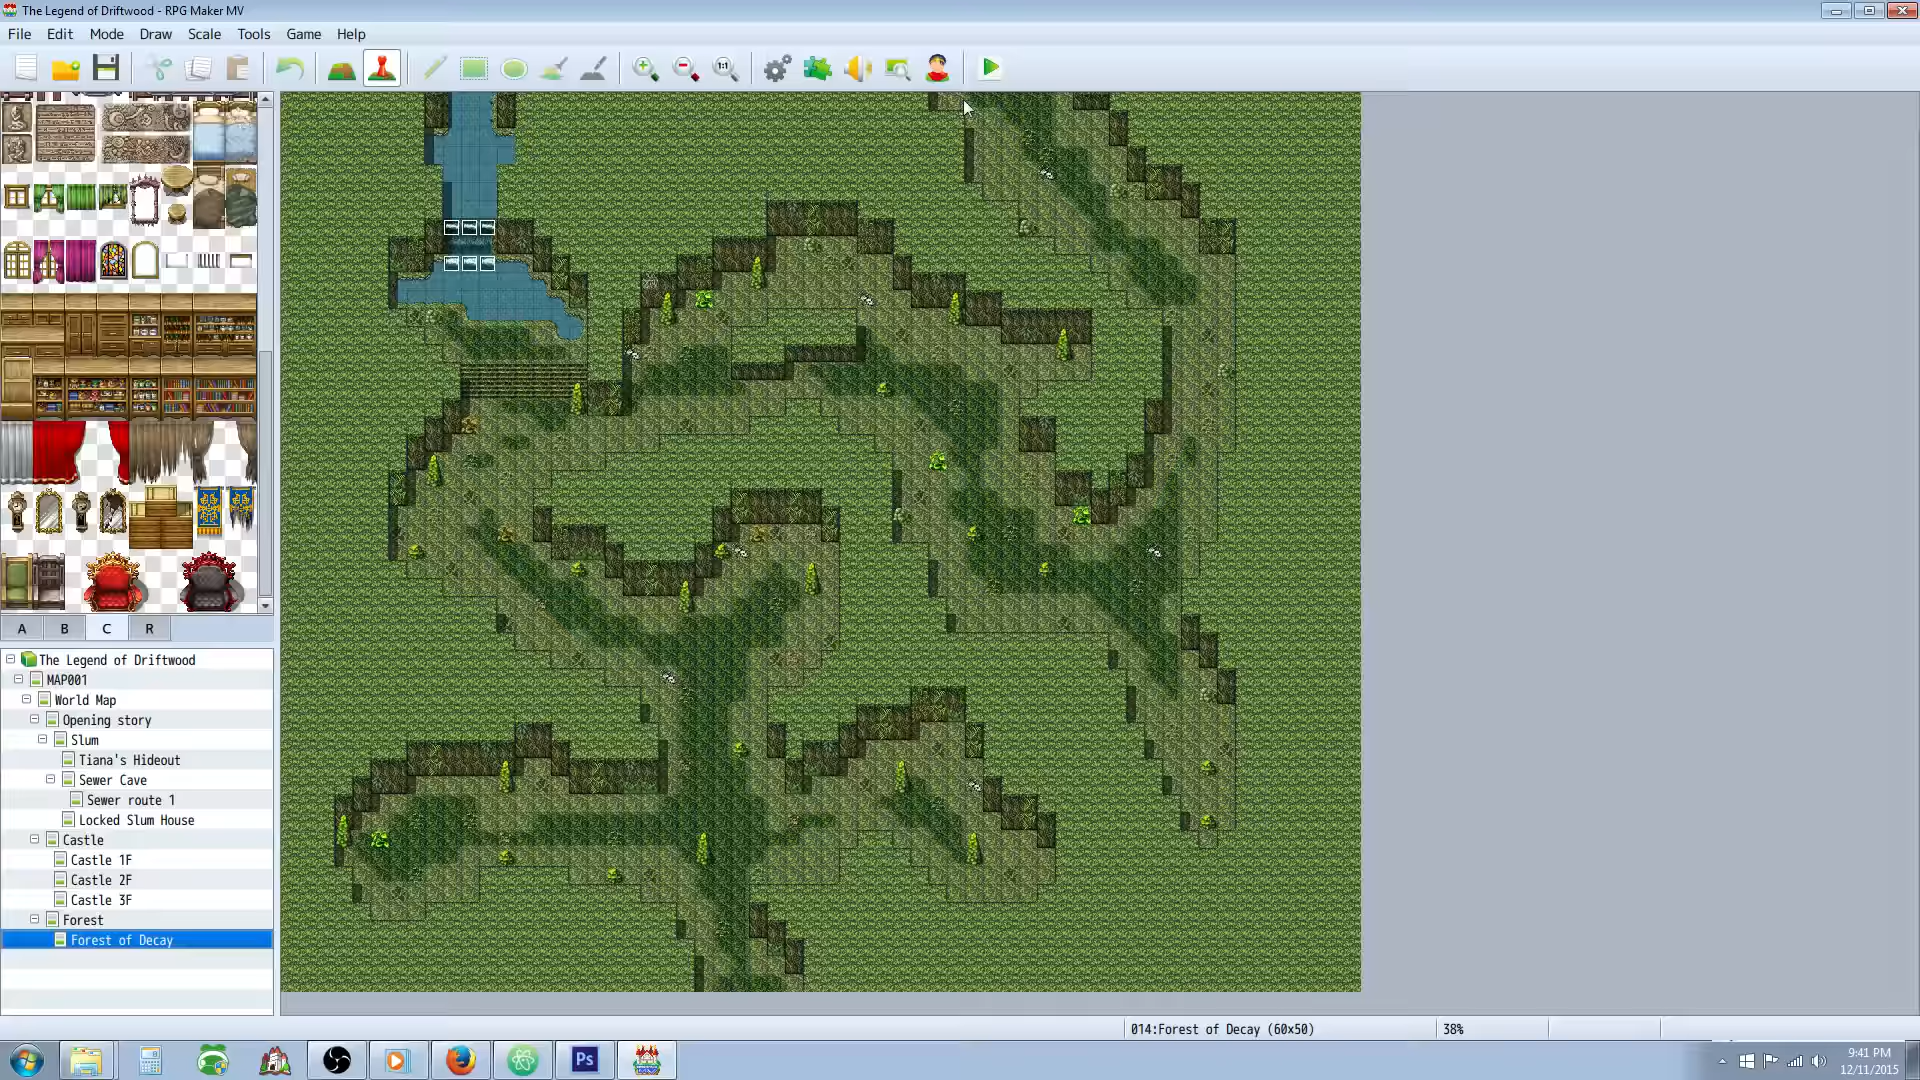 The Legend of Driftwood - RPG Maker MV
File Edit Mode Draw Scale Tools Game Help
1:1
A B C R
The Legend of Driftwood
MAP001
World Map
Opening story
Slum
Tiana's Hideout
Sewer Cave
Sewer route 1
Locked Slum House
Castle
Castle 1F
Castle 2F
Castle 3F
Forest
Forest of Decay
014:Forest of Decay (60x50) 38%
Ps
9:41 PM
12/11/2015